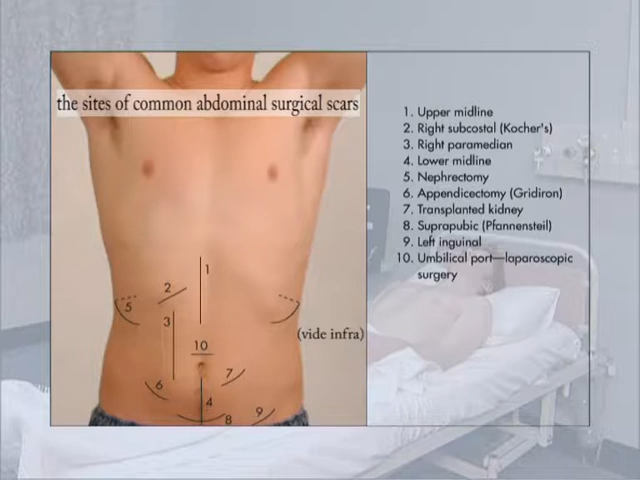 the sites of common abdominal surgical scars
1. Upper midline
2. Right subcostal (Kocher's)
3. Right paramedian
4. Lower midline
5. Nephrectomy
6. Appendicectomy (Gridiron)
7. Transplanted kidney
8. Suprapubic (Pfannensteil)
9. Left inguinal
10. Umbilical port—laparoscopic
surgery
1
2
5
3
(vide infra)
10
7
6
4
9
8